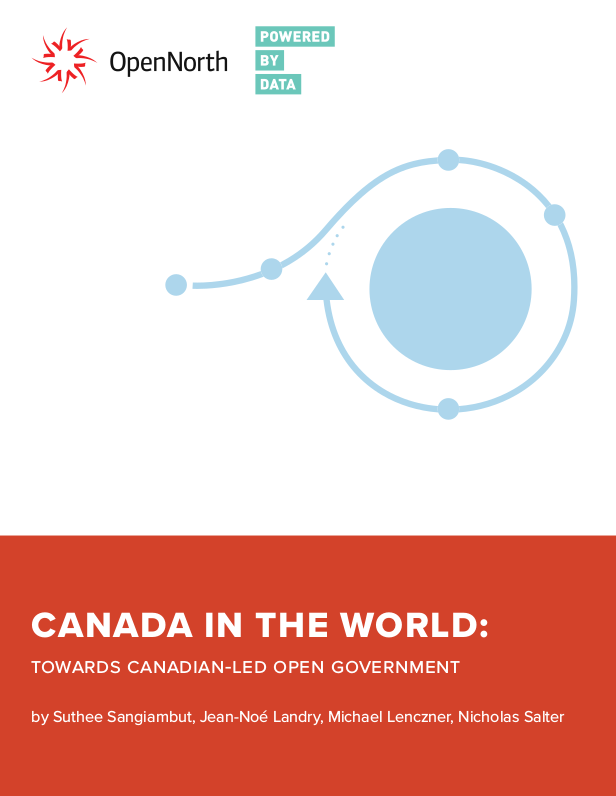 OpenNorth
POWERED
BY
DATA
CANADA IN THE WORLD:
TOWARDS CANADIAN-LED OPEN GOVERNMENT
by Suthee Sangiambut, Jean-Noé Landry, Michael Lenczner, Nicholas Salter